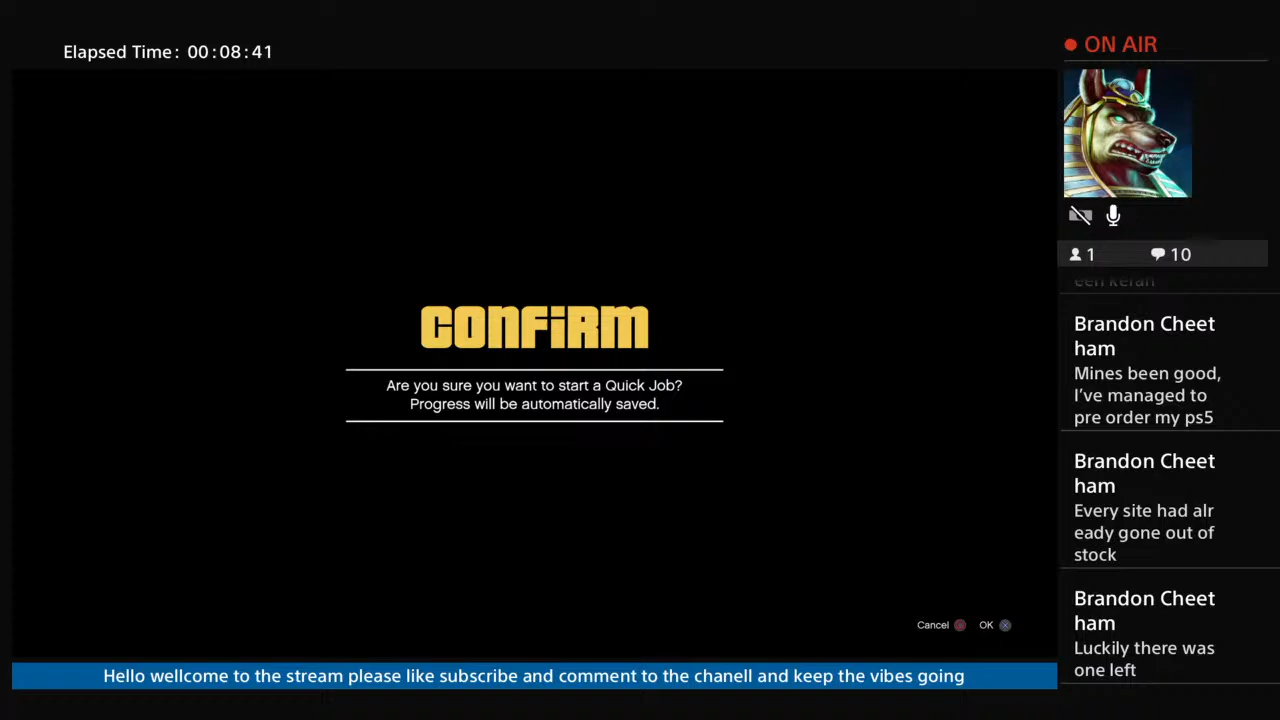 Elapsed Time: 00:08:41
ON AIR
1 10
een keran
Brandon Cheet
ham
Mines been good,
I've managed to
pre order my ps5
Brandon Cheet
ham
Every site had alr
eady gone out of
stock
Brandon Cheet
ham
Luckily there was
one left
CONFIRM
Are you sure you want to start a Quick Job?
Progress will be automatically saved.
Cancel OK
Hello wellcome to the stream please like subscribe and comment to the chanell and keep the vibes going